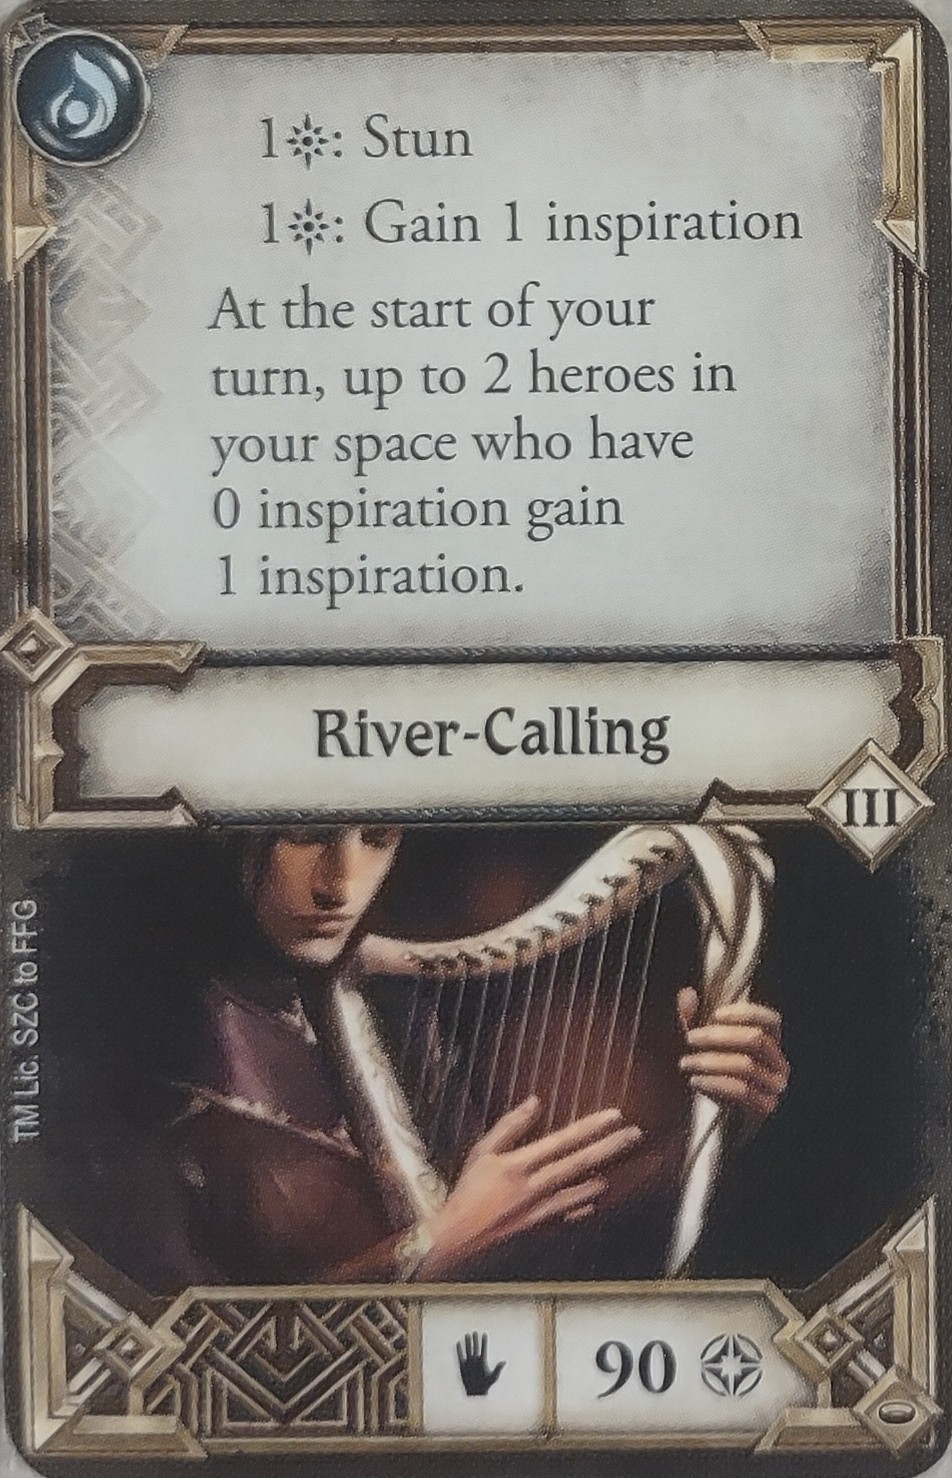 1: Stun
1: Gain 1 inspiration
At the start of your
turn, up to 2 heroes in
your space who have
0 inspiration gain
1 inspiration.
River-Calling
III
TM Lic. SZC to FFG
90